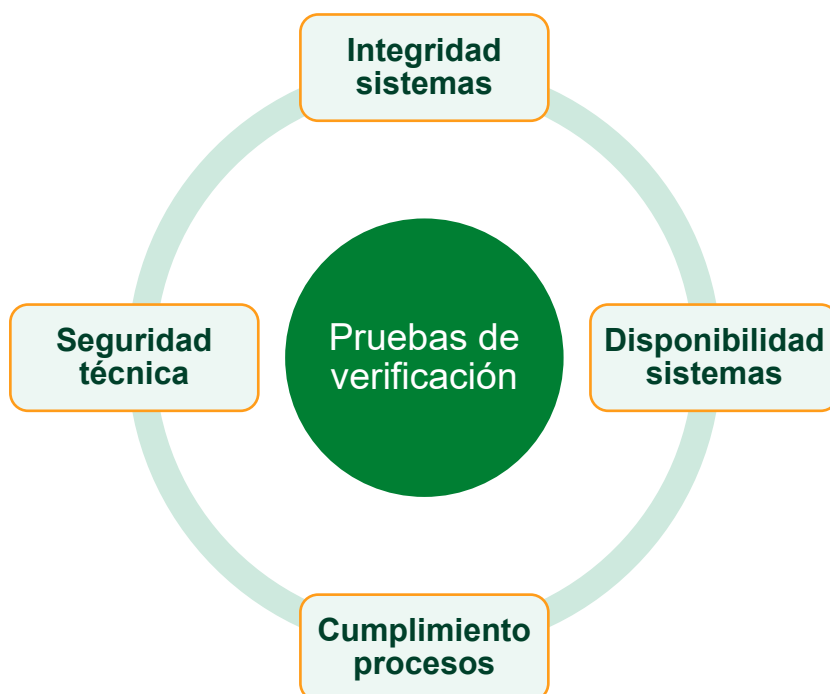 Integridad
sistemas
Seguridad
técnica
Pruebas de
verificación
Disponibilidad
sistemas
Cumplimiento
procesos